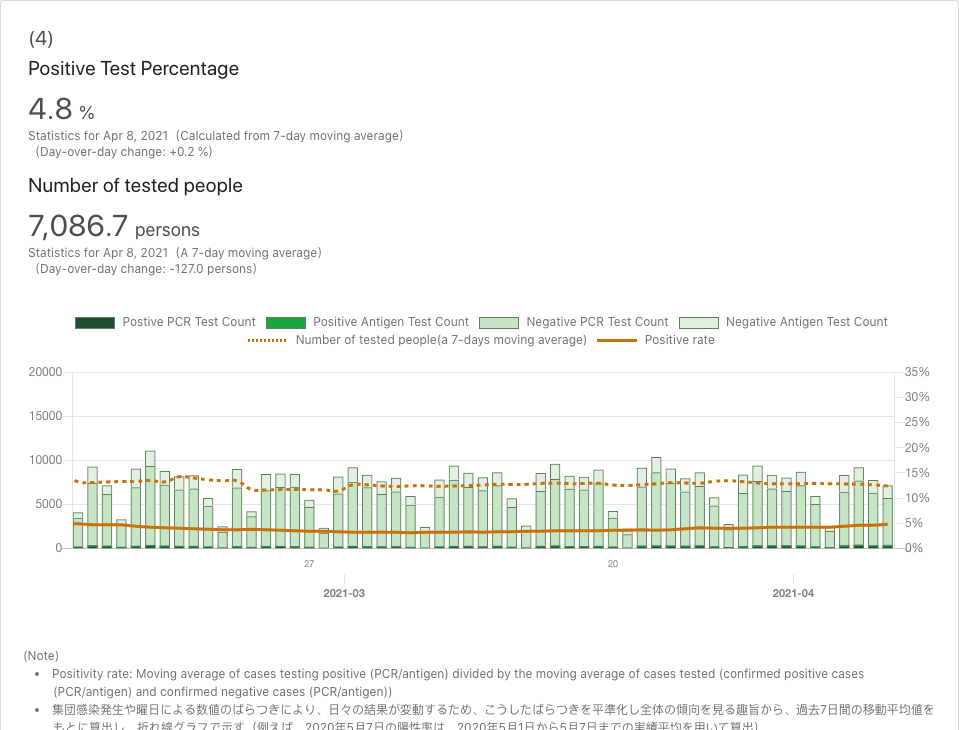 (4)
Positive Test Percentage
4.8 %
Statistics for Apr 8, 2021 (Calculated from 7-day moving average)
(Day-over-day change: +0.2 %)
Number of tested people
7,086.7 persons
Statistics for Apr 8, 2021 (A 7-day moving average)
(Day-over-day change: -127.0 persons)
Postive PCR Test Count Positive Antigen Test Count Negative PCR Test Count Negative Antigen Test Count
Number of tested people(a 7-days moving average) Positive rate
20000 35%
30%
15000 25%
20%
10000 15%
5000 10%
5%
0 0%
27 20
2021-03 2021-04
(Note)
• Positivity rate: Moving average of cases testing positive (PCR/antigen) divided by the moving average of cases tested (confirmed positive cases
(PCR/antigen) and confirmed negative cases (PCR/antigen))
• 集団感染発生や曜日による数値のばらつきにより、日々の結果が変動するため、こうしたばらつきを平準化し全体の傾向を見る趣旨から、過去7日間の移動平均値を
もとに算出し、折れ線グラフで示す（例えば、2020年5月7日の陽性率は、2020年5月1日から5月7日までの実績平均を用いて算出）